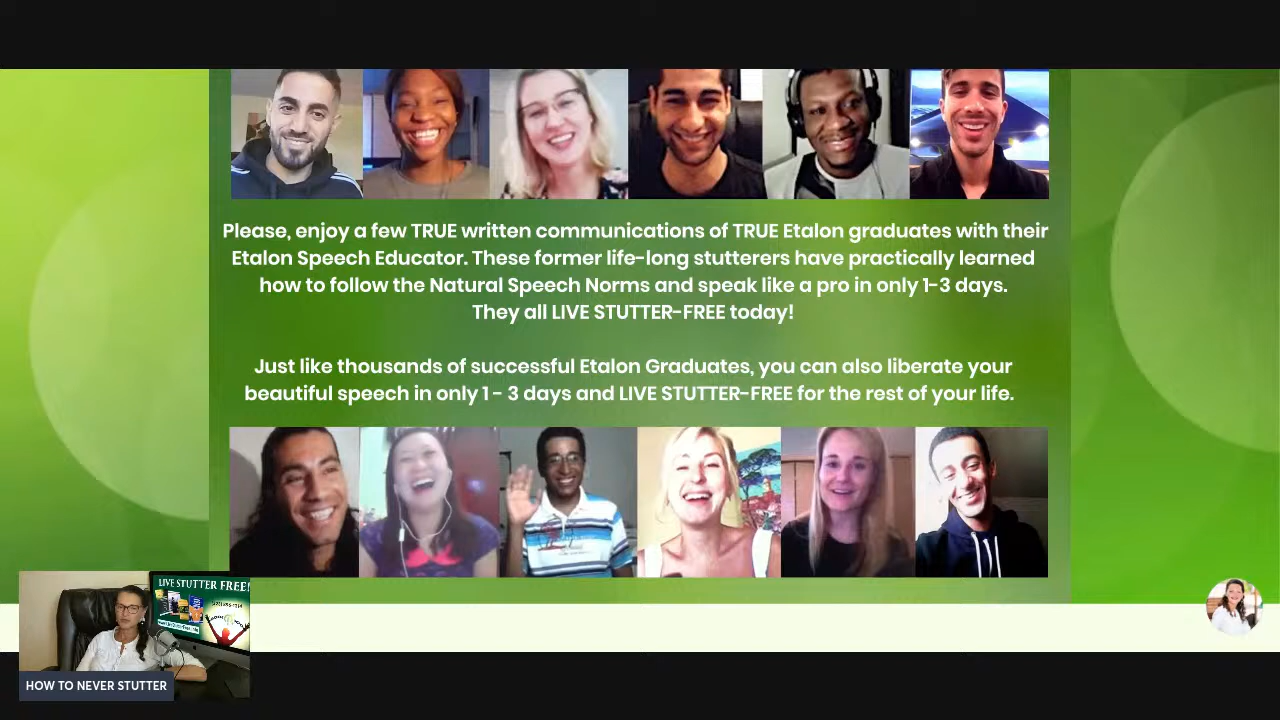 Please, enjoy a few TRUE written communications of TRUE Etalon graduates with their
Etalon Speech Educator. These former life-long stutterers have practically learned
how to follow the Natural Speech Norms and speak like a pro in only 1-3 days.
They all LIVE STUTTER-FREE today!
Just like thousands of successful Etalon Graduates, you can also liberate your
beautiful speech in only 1 - 3 days and LIVE STUTTER-FREE for the rest of your life.
LIVE STUTTER FREE!
HOW TO NEVER STUTTER